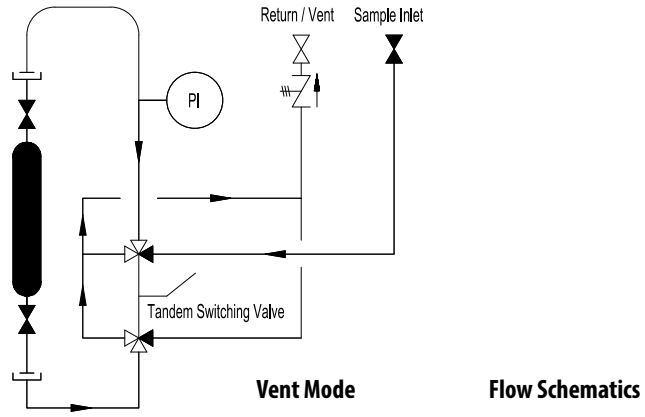 Return / Vent
Sample Inlet
PI
Tandem Switching Valve
Vent Mode
Flow Schematics